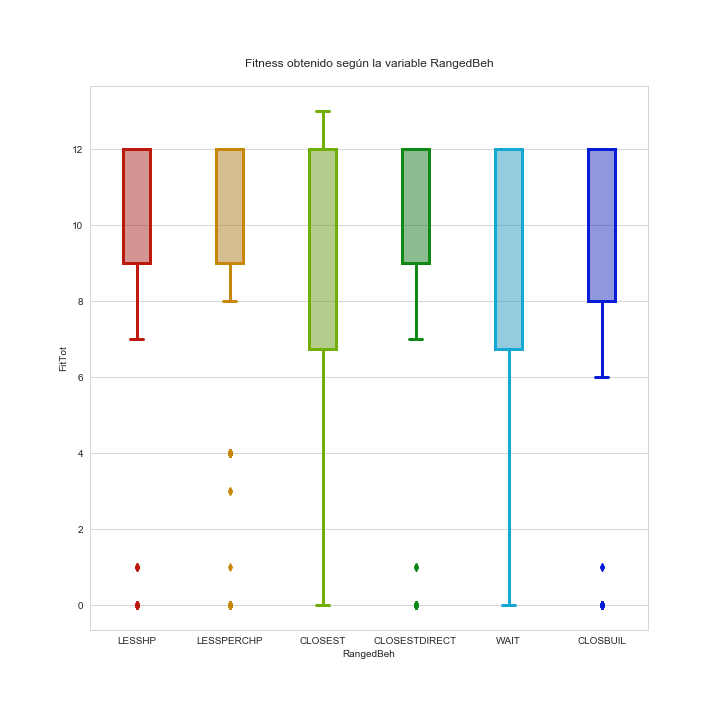 Fitness obtenido según la variable RangedBeh
12
10
8
6
4
2
0
FitTot
LESSHP LESSPERCHP CLOSEST CLOSESTDIRECT WAIT CLOSBUIL
RangedBeh